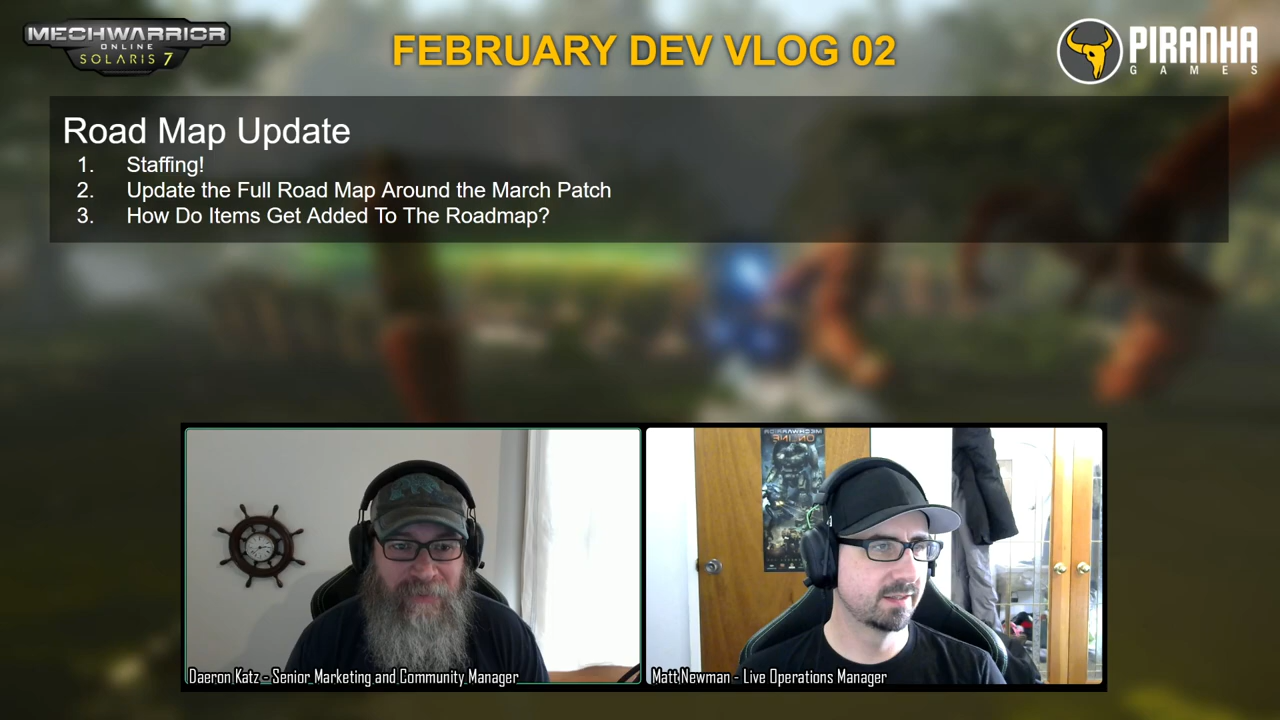 MECHWARRIOR
ONLINE
SOLARIS 7
FEBRUARY DEV VLOG 02
PIRANHA
GAMES
Road Map Update
1. Staffing!
2. Update the Full Road Map Around the March Patch
3. How Do Items Get Added To The Roadmap?
MECHWARRIOR
ONLINE
Daeron Katz - Senior Marketing and Community Manager
Matt Newman - Live Operations Manager